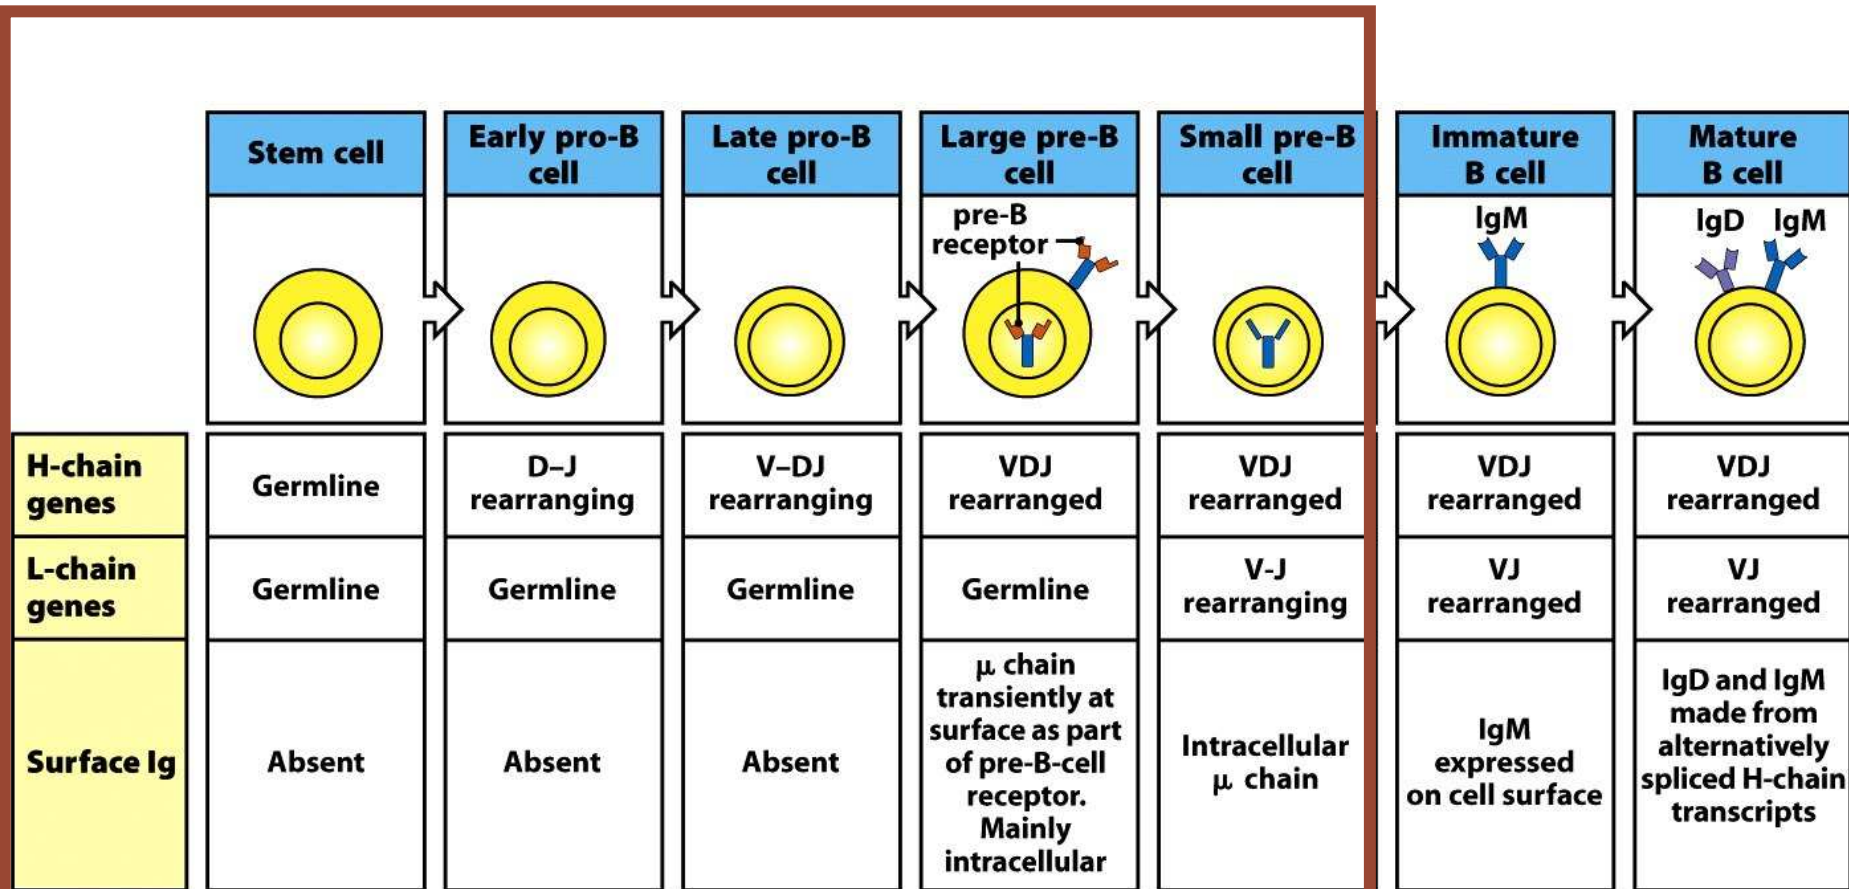 Stem cell
Early pro-B
cell
Late pro-B
cell
Large pre-B
cell
Small pre-B
cell
Immature
B cell
Mature
B cell
pre-B
receptor
IgM
IgD IgM
H-chain
genes
Germline
D–J
rearranging
V–DJ
rearranging
VDJ
rearranged
VDJ
rearranged
VDJ
rearranged
VDJ
rearranged
L-chain
genes
Germline
Germline
Germline
Germline
V-J
rearranging
VJ
rearranged
VJ
rearranged
Surface Ig
Absent
Absent
Absent
μ chain
transiently at
surface as part
of pre-B-cell
receptor.
Mainly
intracellular
Intracellular
μ chain
IgM
expressed
on cell surface
IgD and IgM
made from
alternatively
spliced H-chain
transcripts